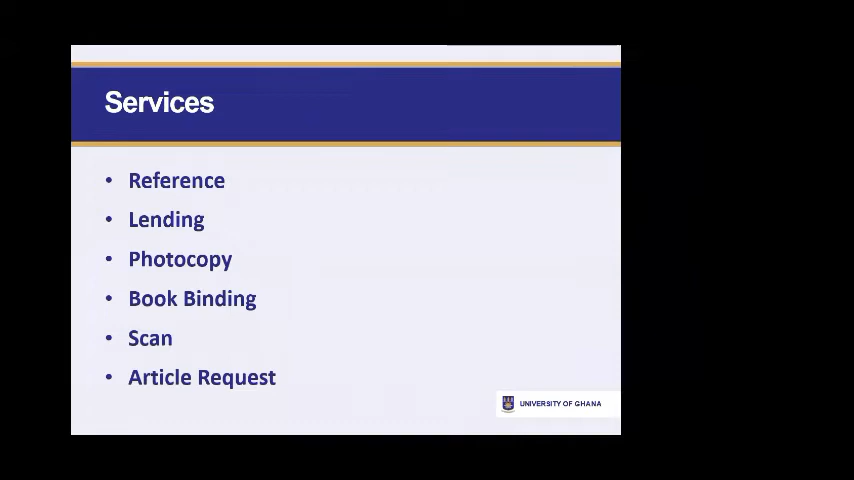 Services
• Reference
• Lending
• Photocopy
• Book Binding
• Scan
• Article Request
UNIVERSITY OF GHANA